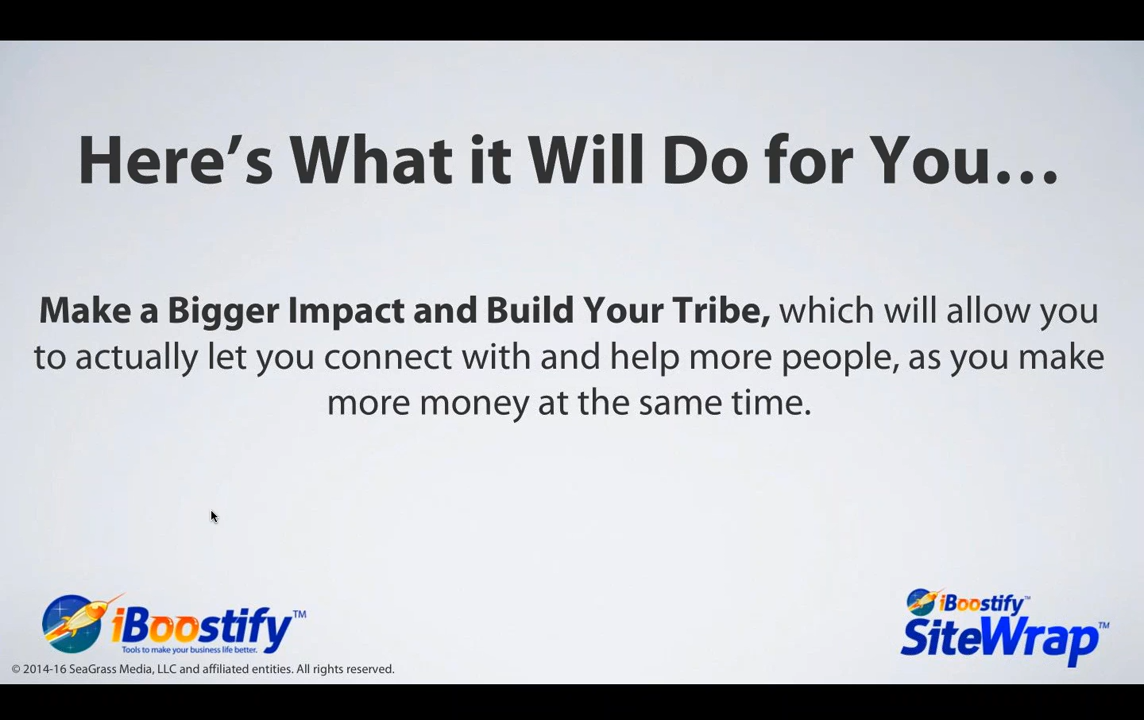 Here’s What it Will Do for You…
Make a Bigger Impact and Build Your Tribe, which will allow you
to actually let you connect with and help more people, as you make
more money at the same time.
iBoostify™
Tools to make your business life better.
iBoostify™
SiteWrap™
© 2014-16 SeaGrass Media, LLC and affiliated entities. All rights reserved.